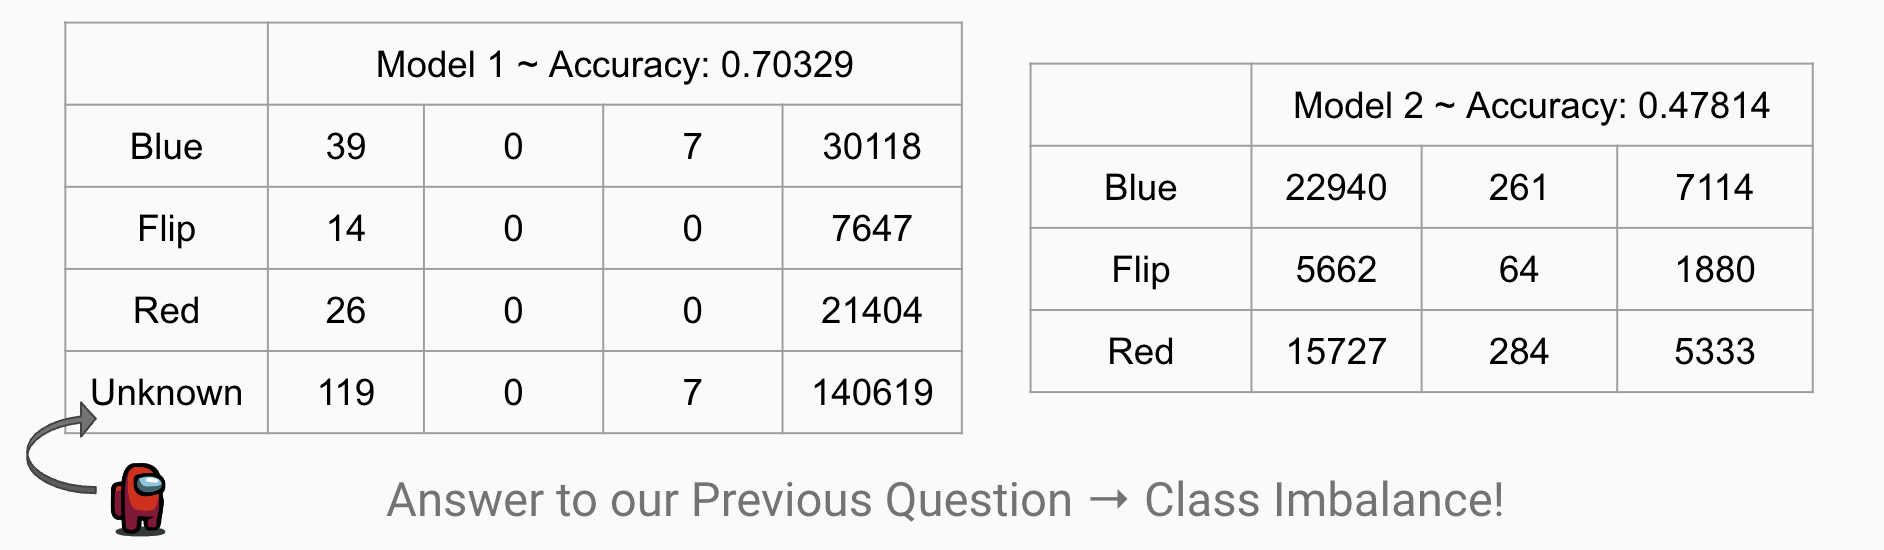 Model 1 ~ Accuracy: 0.70329
Blue 39 0 7 30118
Flip 14 0 0 7647
Red 26 0 0 21404
Unknown 119 0 7 140619
Model 2 ~ Accuracy: 0.47814
Blue 22940 261 7114
Flip 5662 64 1880
Red 15727 284 5333
Answer to our Previous Question → Class Imbalance!